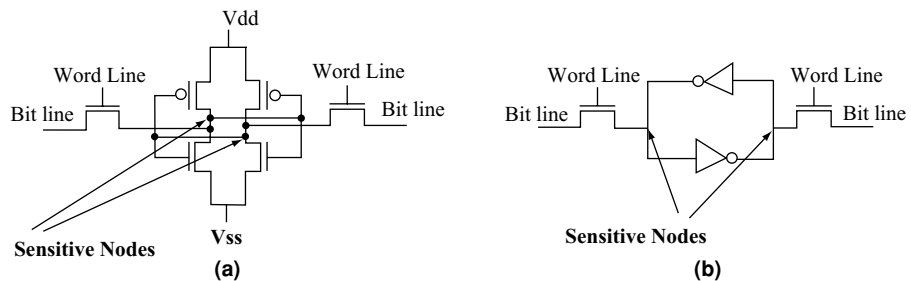 Vdd
Word Line
Word Line
Bit line
Bit line
Sensitive Nodes
Vss
(a)
Word Line
Word Line
Bit line
Bit line
Sensitive Nodes
(b)